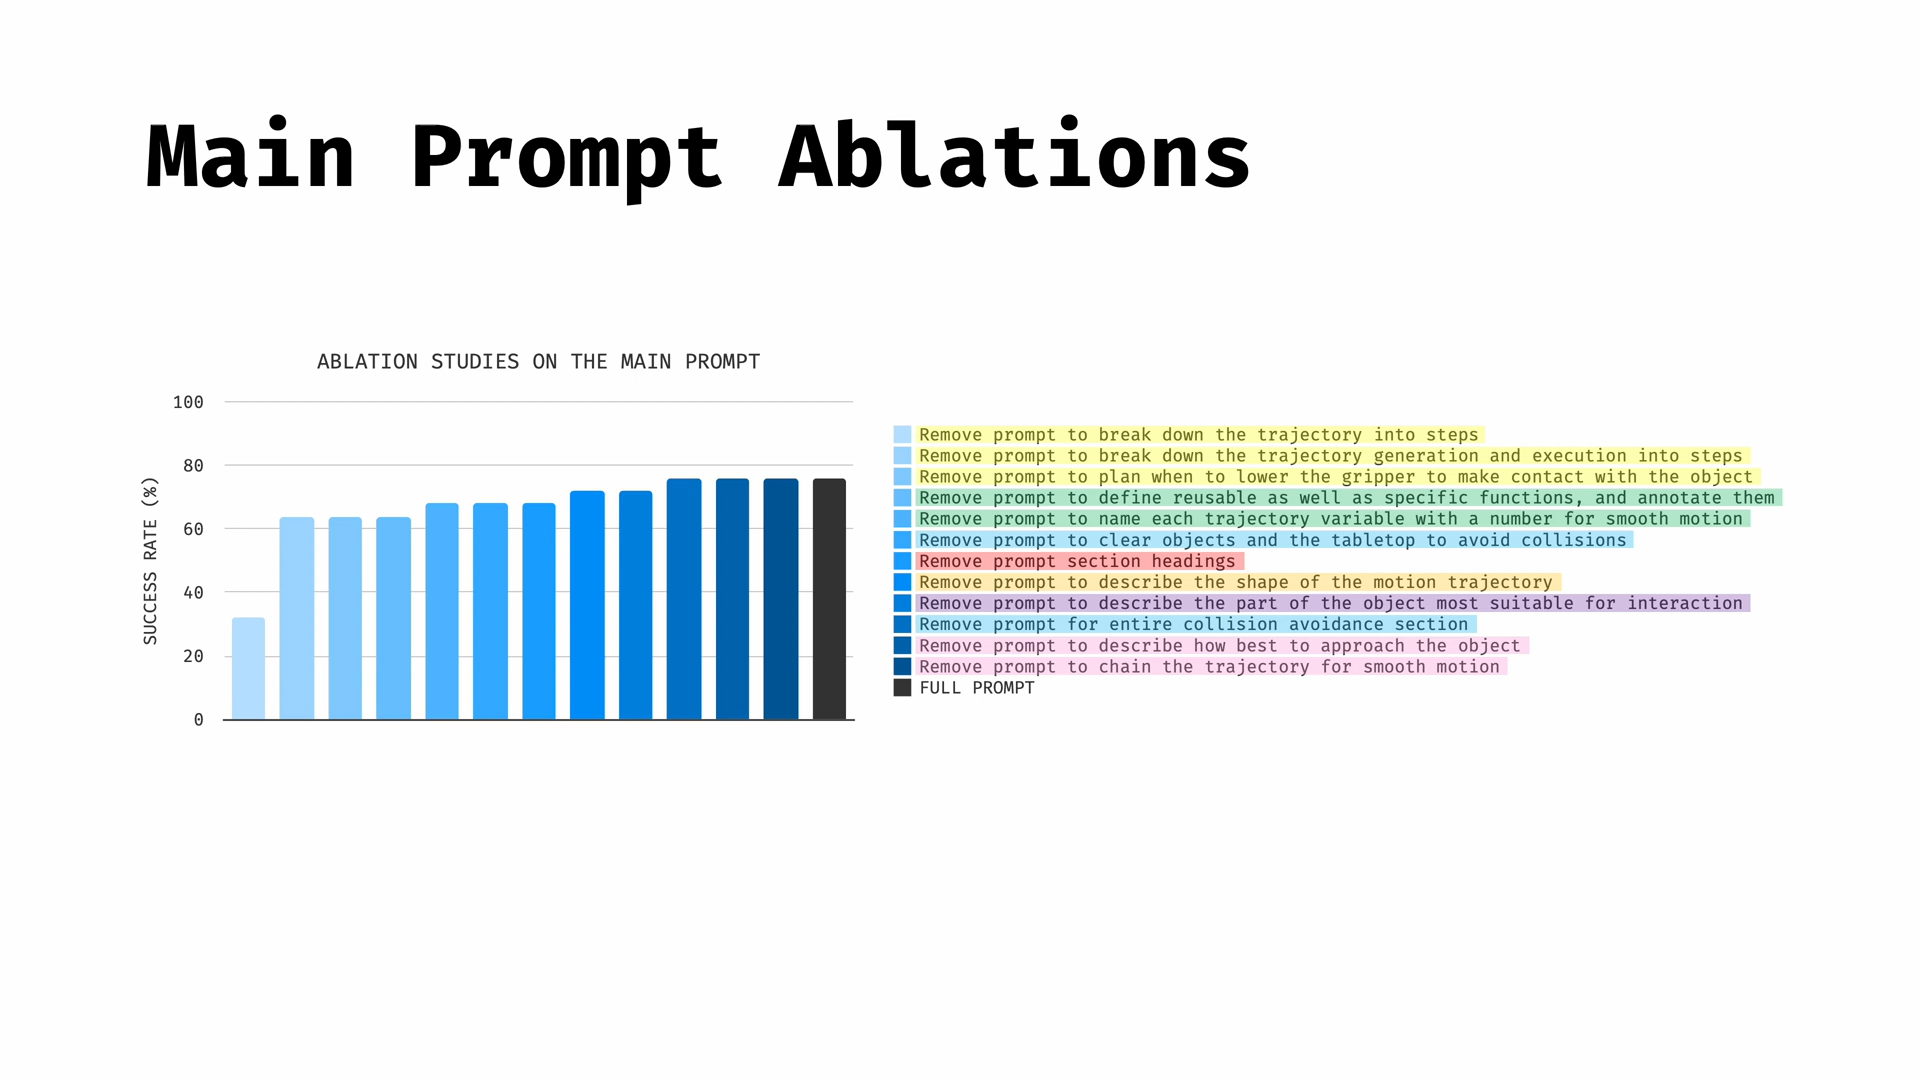 Main Prompt Ablations
ABLATION STUDIES ON THE MAIN PROMPT
SUCCESS RATE (%)
100
80
60
40
20
0
Remove prompt to break down the trajectory into steps
Remove prompt to break down the trajectory generation and execution into steps
Remove prompt to plan when to lower the gripper to make contact with the object
Remove prompt to define reusable as well as specific functions, and annotate them
Remove prompt to name each trajectory variable with a number for smooth motion
Remove prompt to clear objects and the tabletop to avoid collisions
Remove prompt section headings
Remove prompt to describe the shape of the motion trajectory
Remove prompt to describe the part of the object most suitable for interaction
Remove prompt for entire collision avoidance section
Remove prompt to describe how best to approach the object
Remove prompt to chain the trajectory for smooth motion
FULL PROMPT